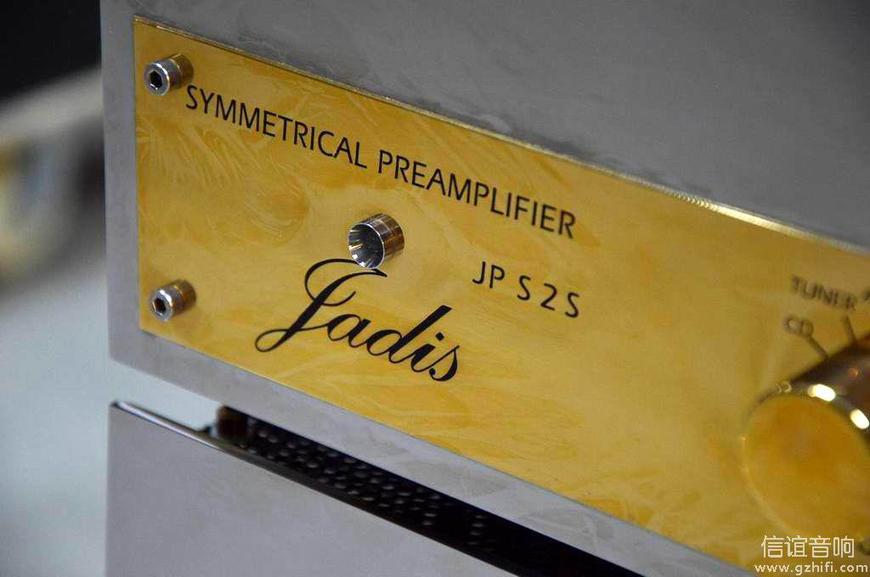 SYMMETRICAL PREAMPLIFIER
JP S2S
Jadis
TUNER
CD
信谊音响
www.gzhifi.com